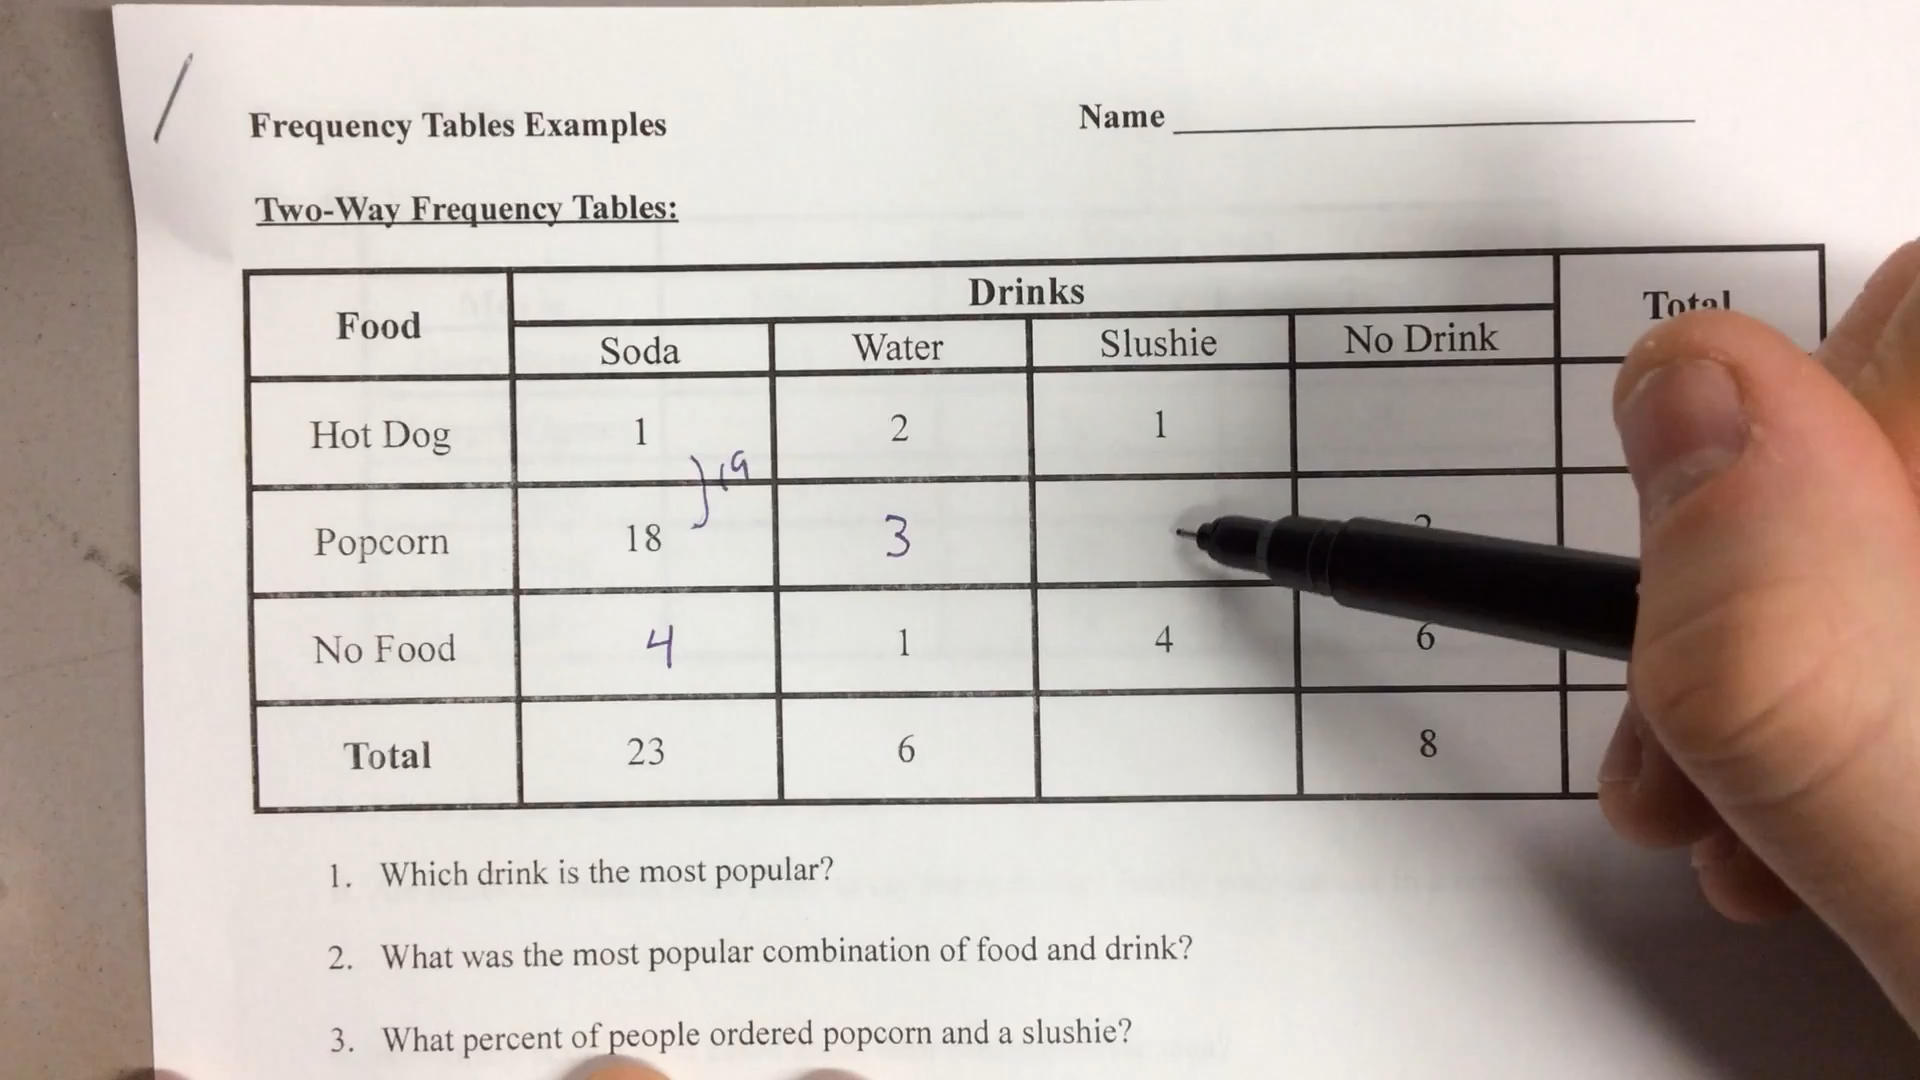 Frequency Tables Examples
Name
Two-Way Frequency Tables:
Food
Drinks
Total
Soda
Water
Slushie
No Drink
Hot Dog
1
2
1
} 19
Popcorn
18
3
No Food
4
1
4
6
Total
23
6
8
1. Which drink is the most popular?
2. What was the most popular combination of food and drink?
3. What percent of people ordered popcorn and a slushie?